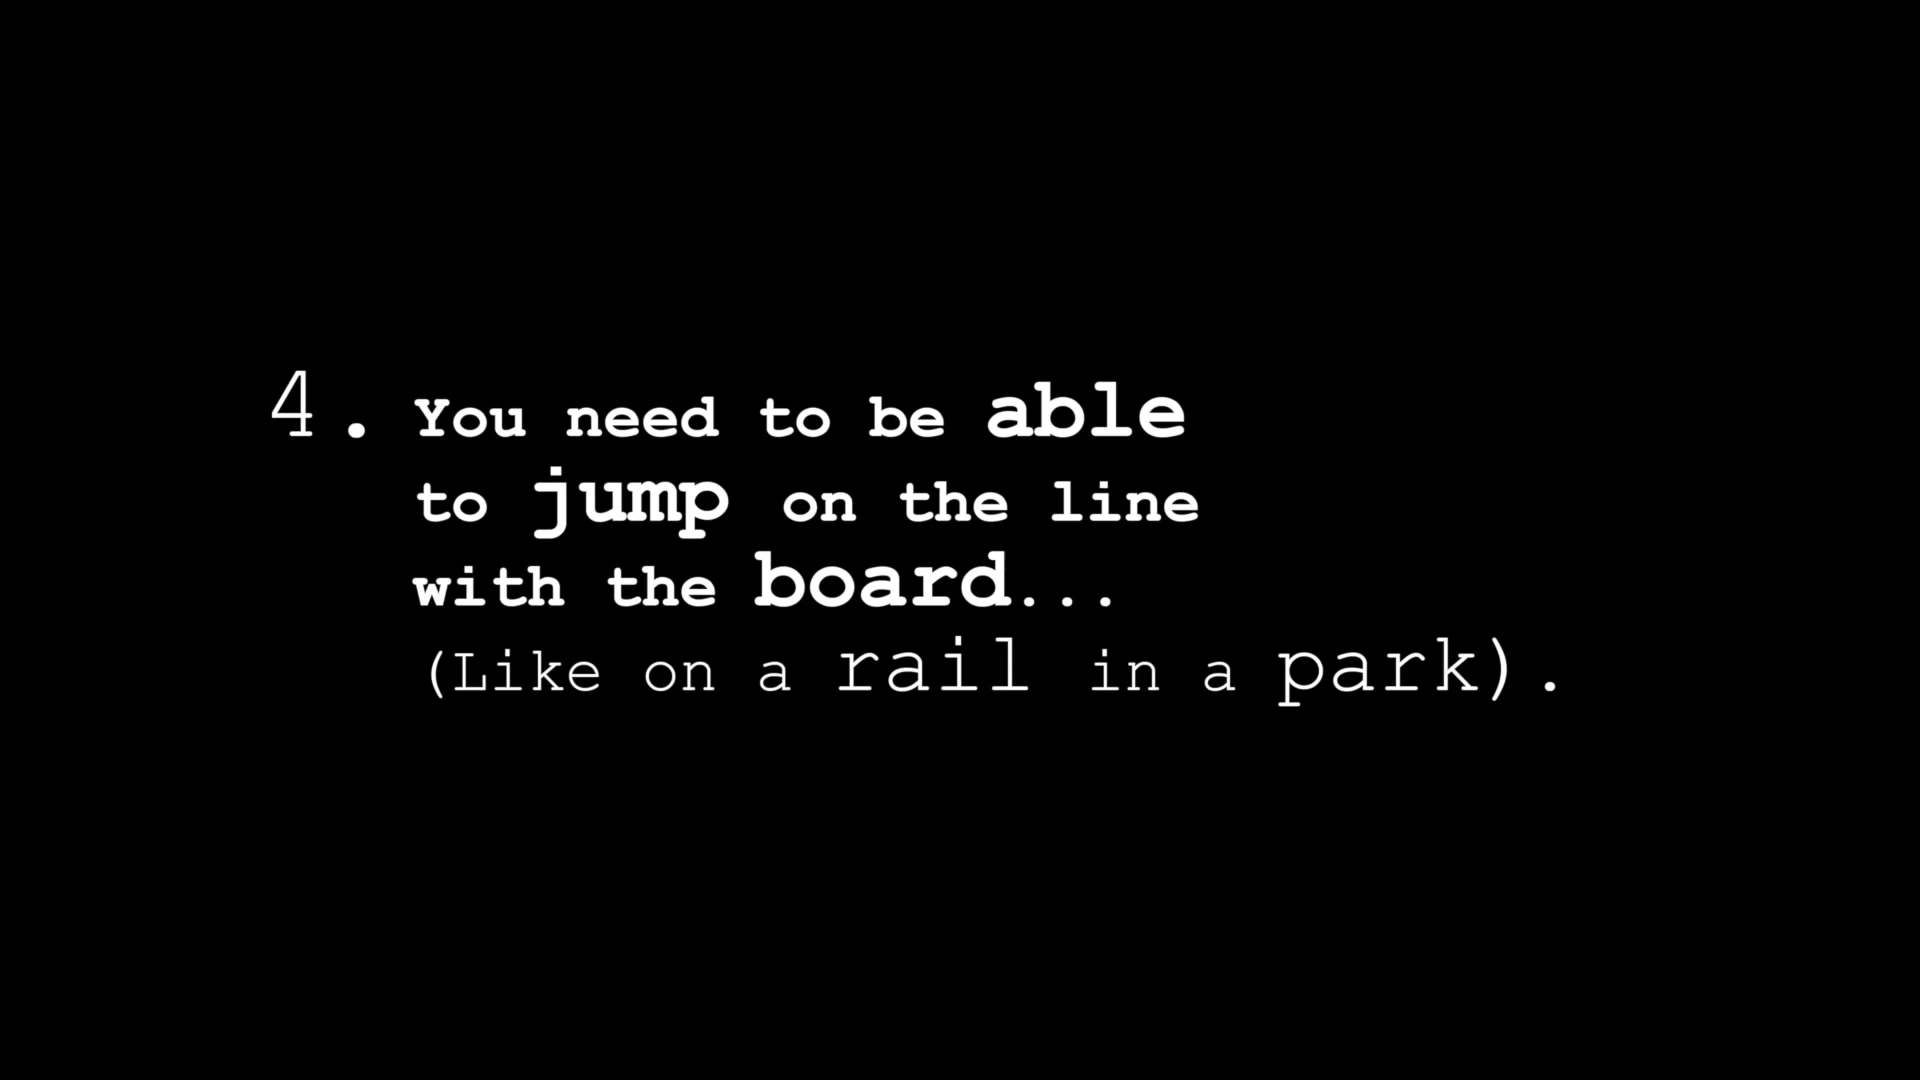 4. You need to be able
to jump on the line
with the board...
(Like on a rail in a park).